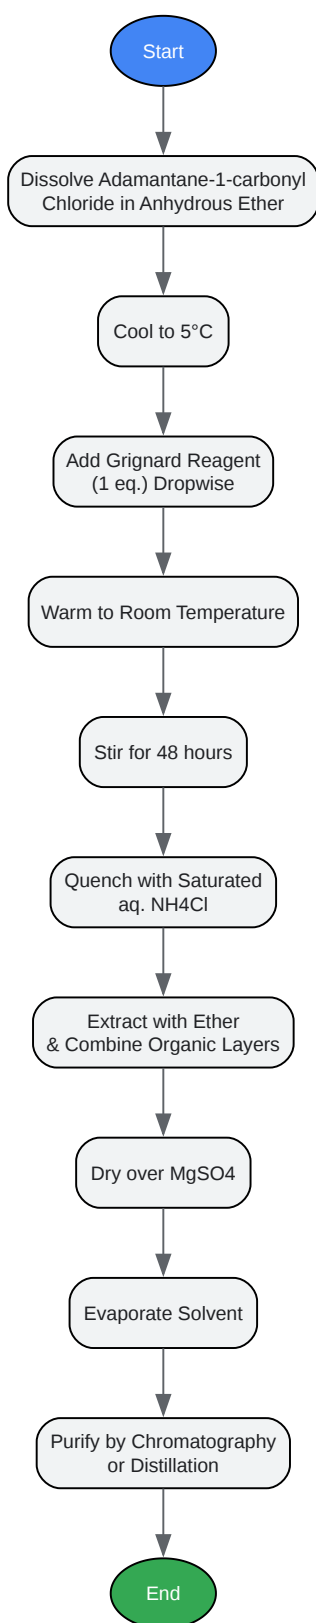 Start
Dissolve Adamantane-1-carbonyl
Chloride in Anhydrous Ether
Cool to 5°C
Add Grignard Reagent
(1 eq.) Dropwise
Warm to Room Temperature
Stir for 48 hours
Quench with Saturated
aq. NH4Cl
Extract with Ether
& Combine Organic Layers
Dry over MgSO4
Evaporate Solvent
Purify by Chromatography
or Distillation
End